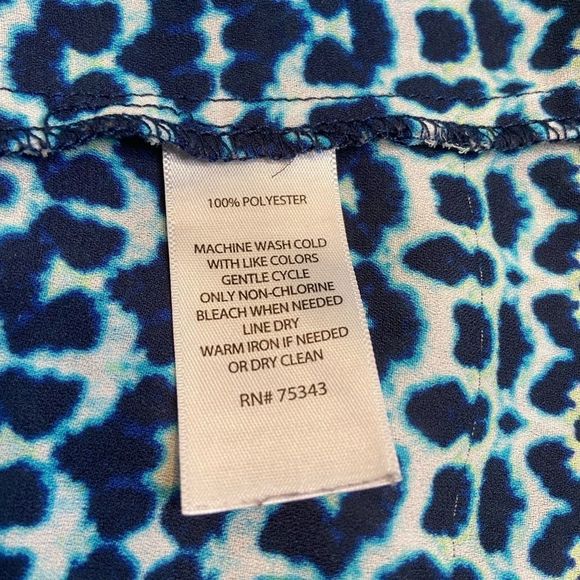 100% POLYESTER
MACHINE WASH COLD
WITH LIKE COLORS
GENTLE CYCLE
ONLY NON-CHLORINE
BLEACH WHEN NEEDED
LINE DRY
WARM IRON IF NEEDED
OR DRY CLEAN
RN# 75343